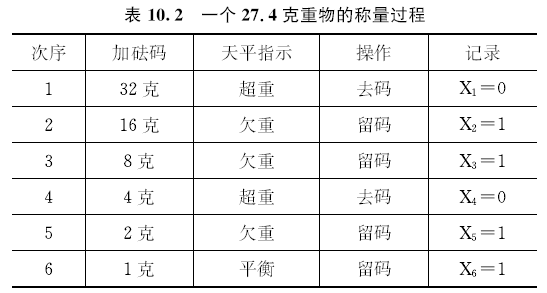 表 10.2 一个 27.4 克重物的称量过程
次序 加砝码 天平指示 操作 记录
1 32 克 超重 去码 X₁=0
2 16 克 欠重 留码 X₂=1
3 8 克 欠重 留码 X₃=1
4 4 克 超重 去码 X₄=0
5 2 克 欠重 留码 X₅=1
6 1 克 平衡 留码 X₆=1